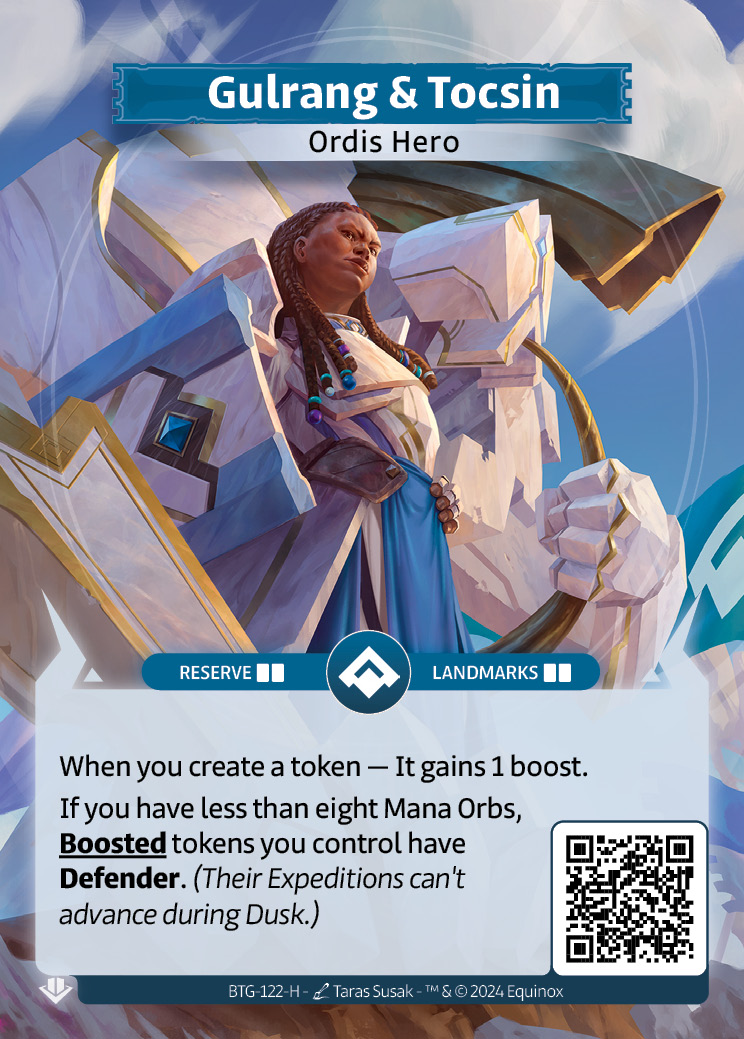 Gulrang & Tocsin
Ordis Hero
RESERVE
LANDMARKS
When you create a token — It gains 1 boost.
If you have less than eight Mana Orbs,
Boosted tokens you control have
Defender. (Their Expeditions can't
advance during Dusk.)
BTG-122-H - Taras Susak - ™ & © 2024 Equinox